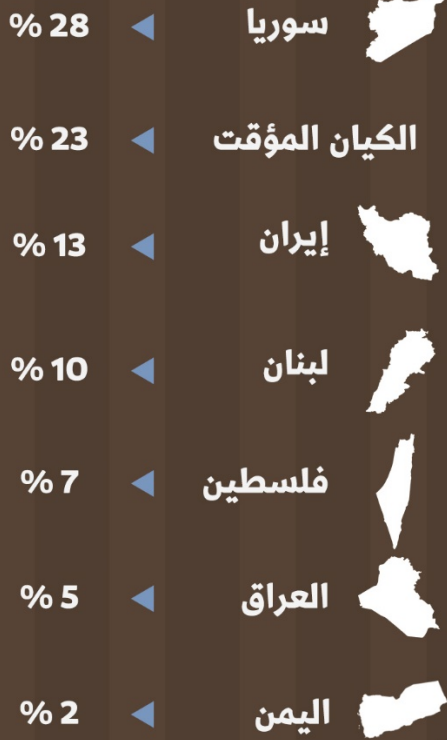 سوريا 28 %
الكيان المؤقت 23 %
إيران 13 %
لبنان 10 %
فلسطين 7 %
العراق 5 %
اليمن 2 %